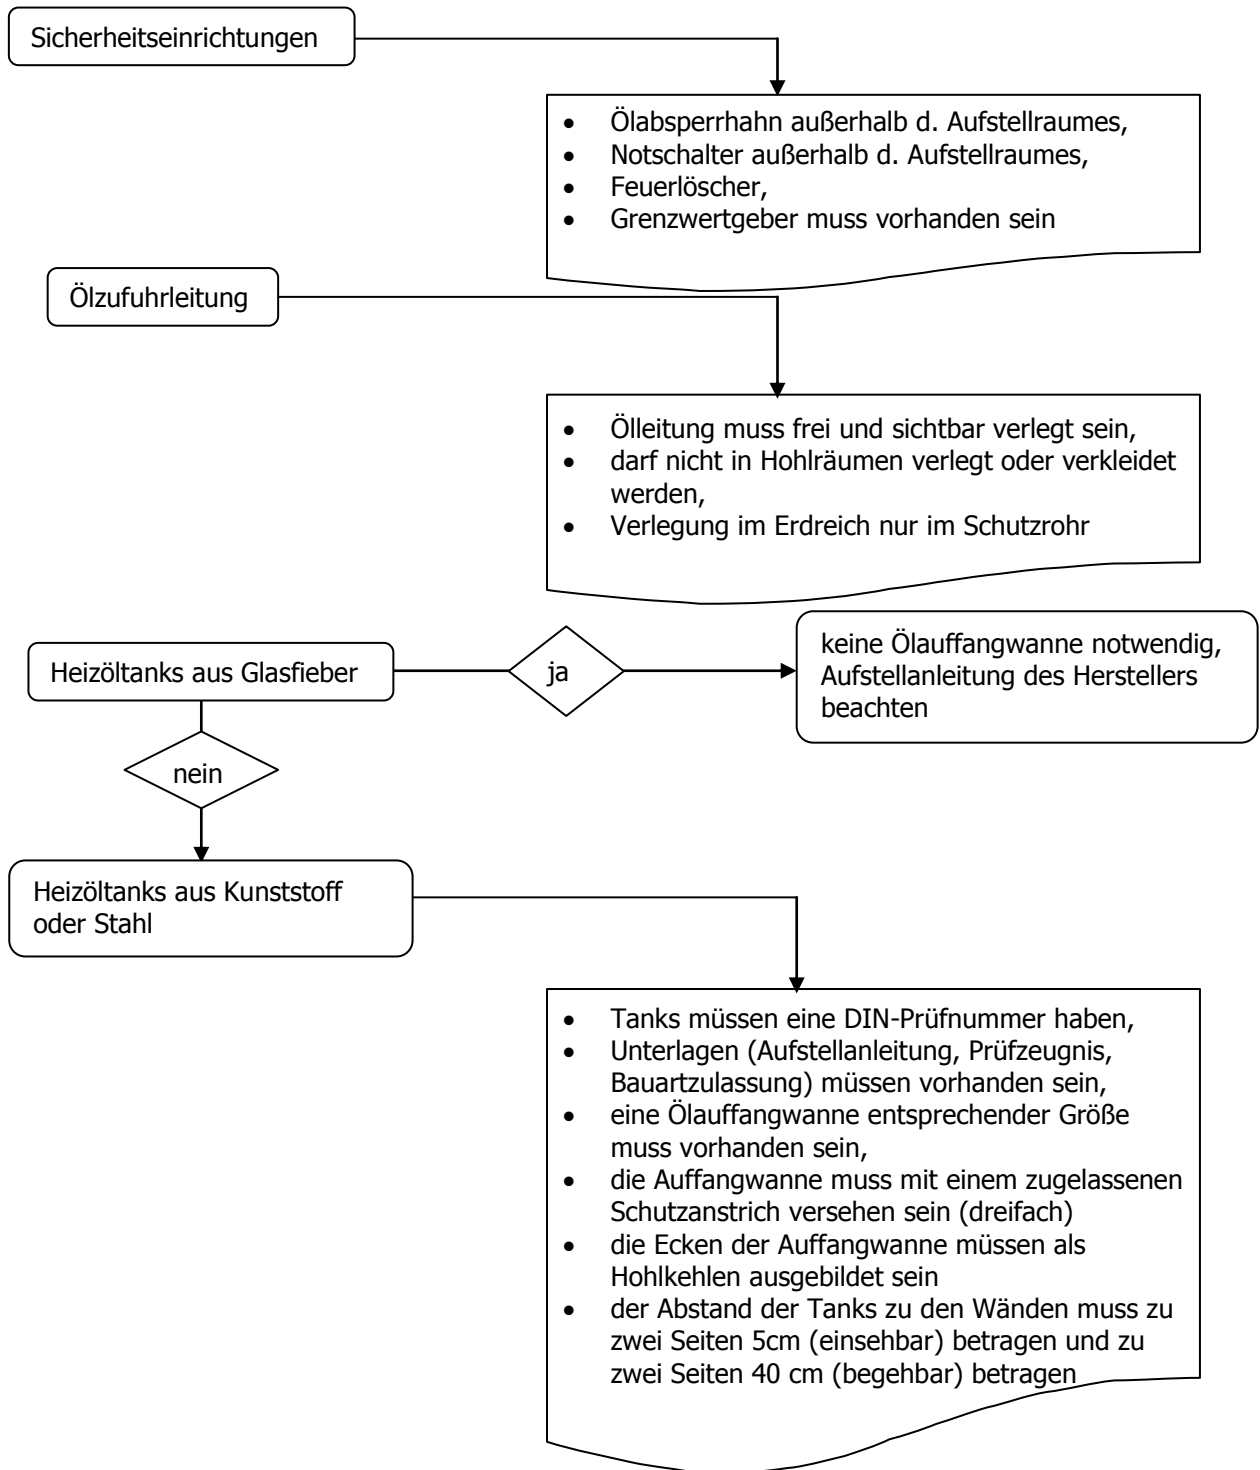 Sicherheitseinrichtungen
• Ölabsperrhahn außerhalb d. Aufstellraumes,
• Notschalter außerhalb d. Aufstellraumes,
• Feuerlöscher,
• Grenzwertgeber muss vorhanden sein
Ölzufuhrleitung
• Ölleitung muss frei und sichtbar verlegt sein,
• darf nicht in Hohlräumen verlegt oder verkleidet
werden,
• Verlegung im Erdreich nur im Schutzrohr
Heizöltanks aus Glasfieber
ja
keine Ölauffangwanne notwendig,
Aufstellanleitung des Herstellers
beachten
nein
Heizöltanks aus Kunststoff
oder Stahl
• Tanks müssen eine DIN-Prüfnummer haben,
• Unterlagen (Aufstellanleitung, Prüfzeugnis,
Bauartzulassung) müssen vorhanden sein,
• eine Ölauffangwanne entsprechender Größe
muss vorhanden sein,
• die Auffangwanne muss mit einem zugelassenen
Schutzanstrich versehen sein (dreifach)
• die Ecken der Auffangwanne müssen als
Hohlkehlen ausgebildet sein
• der Abstand der Tanks zu den Wänden muss zu
zwei Seiten 5cm (einsehbar) betragen und zu
zwei Seiten 40 cm (begehbar) betragen